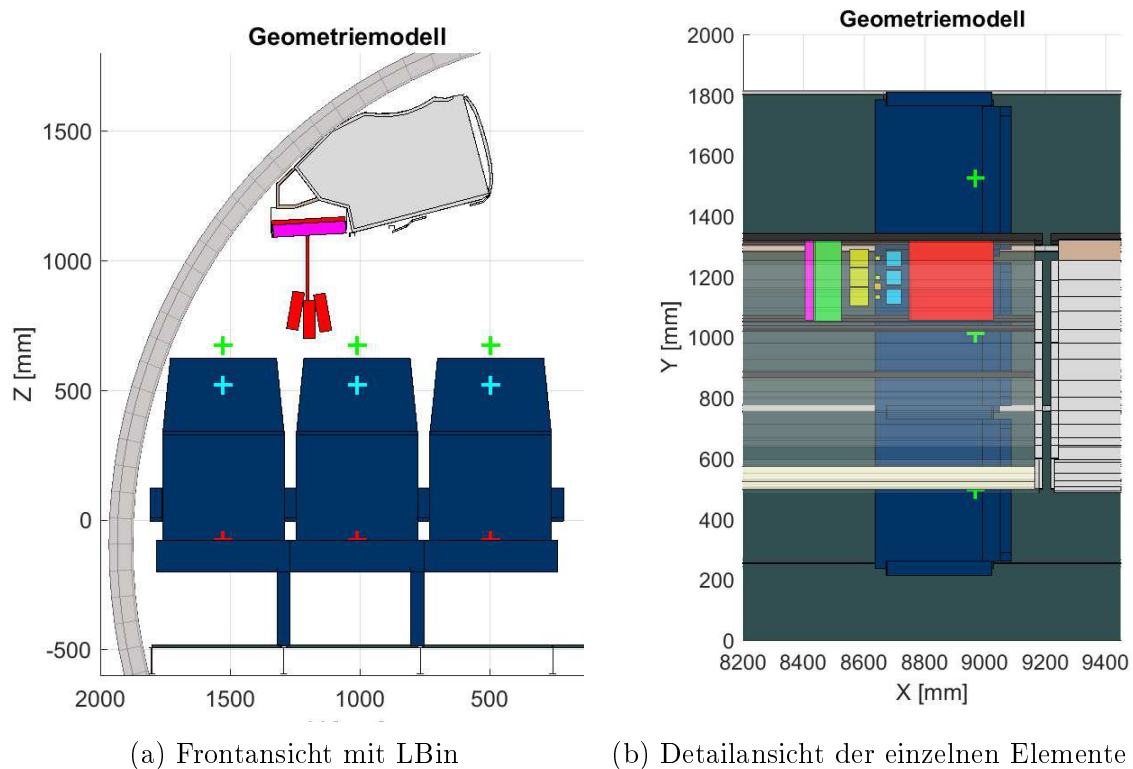 Geometriemodell
1500
1000
500
0
-500
Z [mm]
2000
1500
1000
500
(a) Frontansicht mit LBin
Geometriemodell
2000
1800
1600
1400
1200
1000
800
600
400
200
0
Y [mm]
8200 8400 8600 8800 9000 9200 9400
X [mm]
(b) Detailansicht der einzelnen Elemente